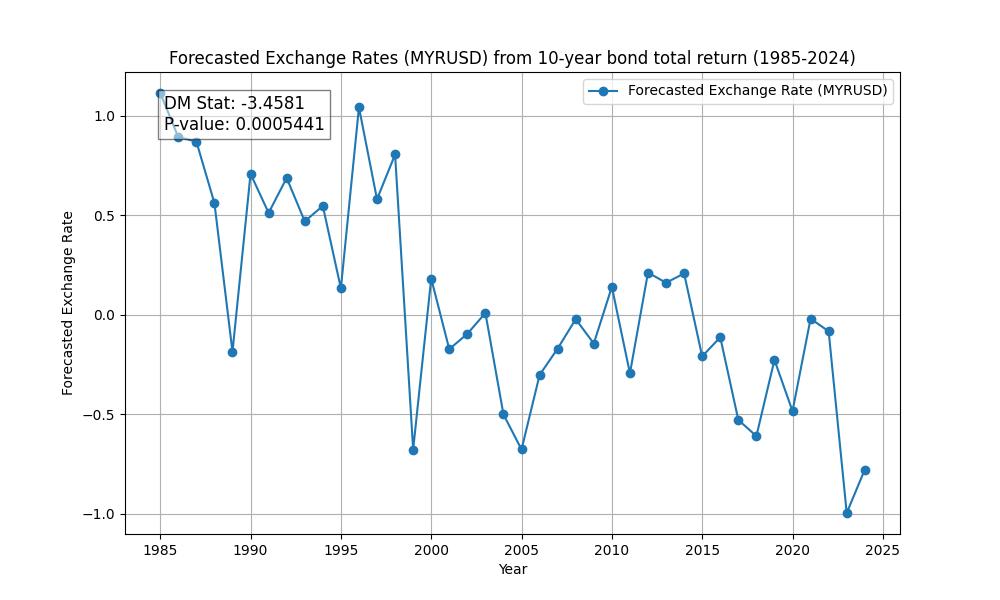 Forecasted Exchange Rates (MYRUSD) from 10-year bond total return (1985-2024)
DM Stat: -3.4581
P-value: 0.0005441
Forecasted Exchange Rate (MYRUSD)
Forecasted Exchange Rate
1.0
0.5
0.0
−0.5
−1.0
1985 1990 1995 2000 2005 2010 2015 2020 2025
Year